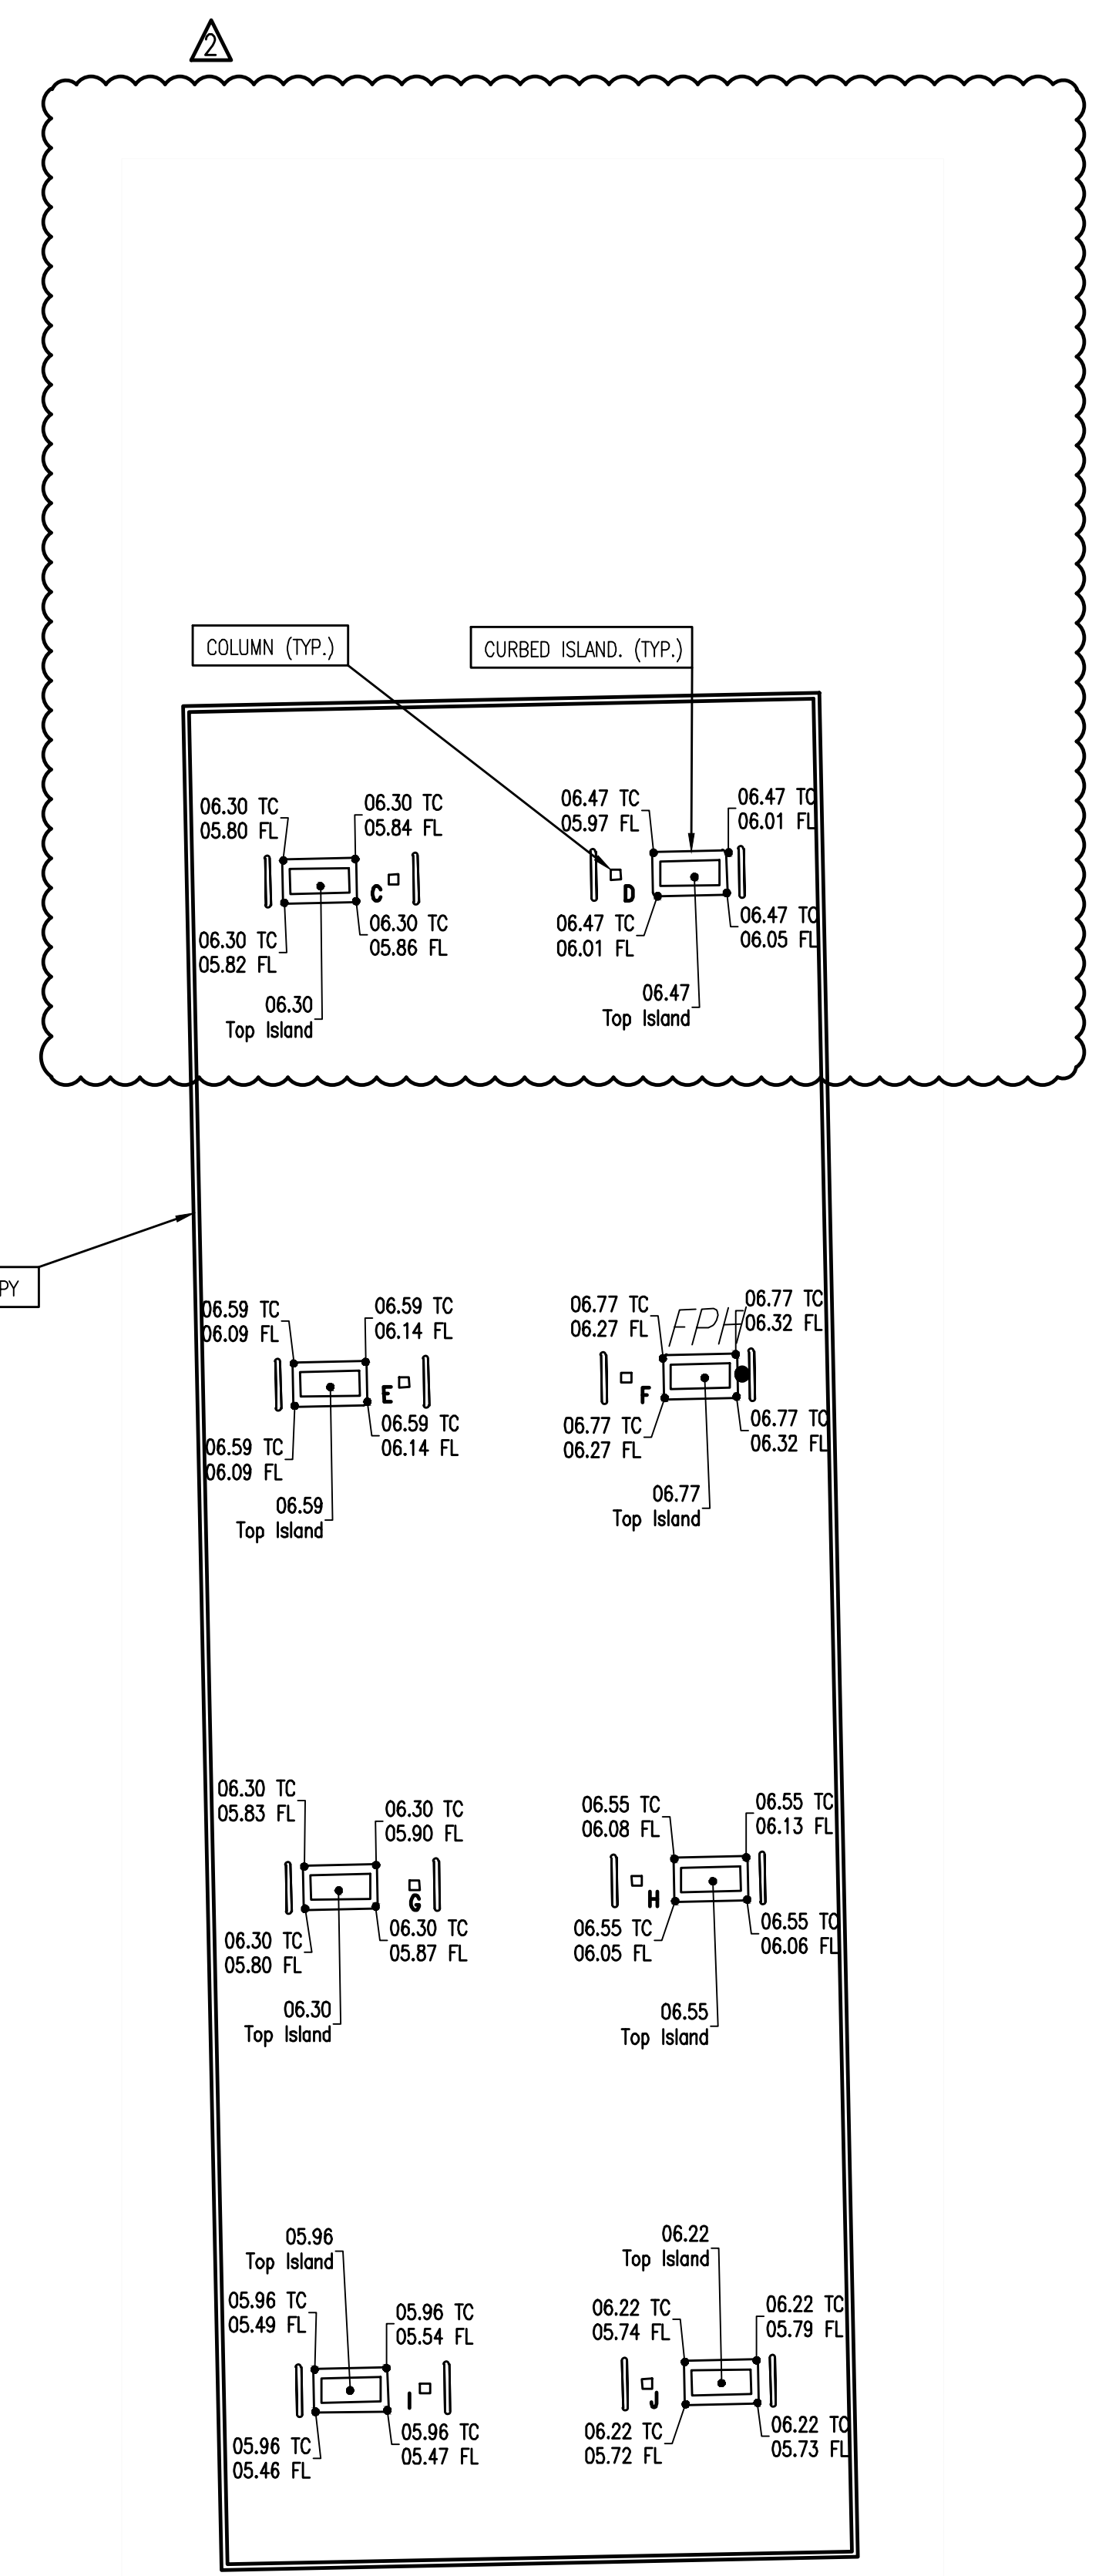 2
COLUMN (TYP.)
CURBED ISLAND. (TYP.)
06.30 TC
05.80 FL
06.30 TC
05.84 FL
06.47 TC
05.97 FL
06.47 TC
06.01 FL
C
D
06.30 TC
05.82 FL
06.30 TC
05.86 FL
06.47 TC
06.01 FL
06.47 TC
06.05 FL
06.30
Top Island
06.47
Top Island
PY
06.59 TC
06.09 FL
06.59 TC
06.14 FL
06.77 TC
06.27 FL
FPH
06.77 TC
06.32 FL
E
F
06.59 TC
06.09 FL
06.59 TC
06.14 FL
06.77 TC
06.27 FL
06.77 TC
06.32 FL
06.59
Top Island
06.77
Top Island
06.30 TC
05.83 FL
06.30 TC
05.90 FL
06.55 TC
06.08 FL
06.55 TC
06.13 FL
G
H
06.30 TC
05.80 FL
06.30 TC
05.87 FL
06.55 TC
06.05 FL
06.55 TC
06.06 FL
06.30
Top Island
06.55
Top Island
05.96
Top Island
06.22
Top Island
05.96 TC
05.49 FL
05.96 TC
05.54 FL
06.22 TC
05.74 FL
06.22 TC
05.79 FL
I
J
05.96 TC
05.46 FL
05.96 TC
05.47 FL
06.22 TC
05.72 FL
06.22 TC
05.73 FL